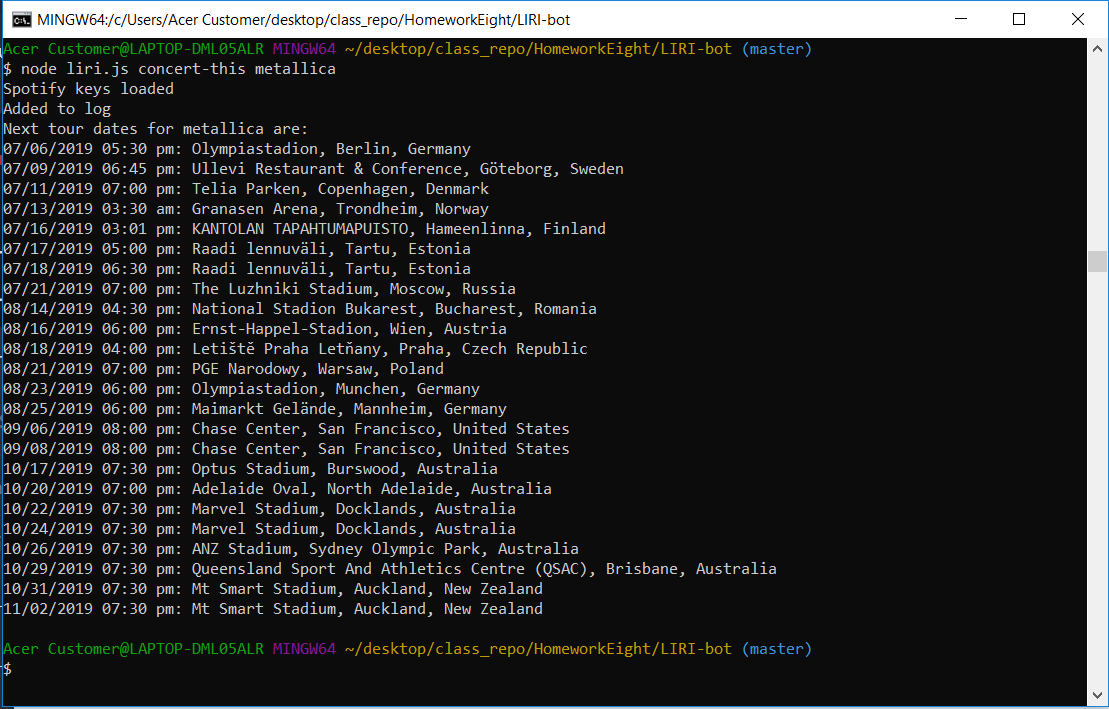 MINGW64:/c/Users/Acer Customer/desktop/class_repo/HomeworkEight/LIRI-bot
Acer Customer@LAPTOP-DML05ALR MINGW64 ~/desktop/class_repo/HomeworkEight/LIRI-bot (master)
$ node liri.js concert-this metallica
Spotify keys loaded
Added to log
Next tour dates for metallica are:
07/06/2019 05:30 pm: Olympiastadion, Berlin, Germany
07/09/2019 06:45 pm: Ullevi Restaurant & Conference, Göteborg, Sweden
07/11/2019 07:00 pm: Telia Parken, Copenhagen, Denmark
07/13/2019 03:30 am: Granasen Arena, Trondheim, Norway
07/16/2019 03:01 pm: KANTOLAN TAPAHTUMAPUISTO, Hameenlinna, Finland
07/17/2019 05:00 pm: Raadi lennuväli, Tartu, Estonia
07/18/2019 06:30 pm: Raadi lennuväli, Tartu, Estonia
07/21/2019 07:00 pm: The Luzhniki Stadium, Moscow, Russia
08/14/2019 04:30 pm: National Stadion Bukarest, Bucharest, Romania
08/16/2019 06:00 pm: Ernst-Happel-Stadion, Wien, Austria
08/18/2019 04:00 pm: Letiště Praha Letňany, Praha, Czech Republic
08/21/2019 07:00 pm: PGE Narodowy, Warsaw, Poland
08/23/2019 06:00 pm: Olympiastadion, Munchen, Germany
08/25/2019 06:00 pm: Maimarkt Gelände, Mannheim, Germany
09/06/2019 08:00 pm: Chase Center, San Francisco, United States
09/08/2019 08:00 pm: Chase Center, San Francisco, United States
10/17/2019 07:30 pm: Optus Stadium, Burswood, Australia
10/20/2019 07:00 pm: Adelaide Oval, North Adelaide, Australia
10/22/2019 07:30 pm: Marvel Stadium, Docklands, Australia
10/24/2019 07:30 pm: Marvel Stadium, Docklands, Australia
10/26/2019 07:30 pm: ANZ Stadium, Sydney Olympic Park, Australia
10/29/2019 07:30 pm: Queensland Sport And Athletics Centre (QSAC), Brisbane, Australia
10/31/2019 07:30 pm: Mt Smart Stadium, Auckland, New Zealand
11/02/2019 07:30 pm: Mt Smart Stadium, Auckland, New Zealand
Acer Customer@LAPTOP-DML05ALR MINGW64 ~/desktop/class_repo/HomeworkEight/LIRI-bot (master)
$